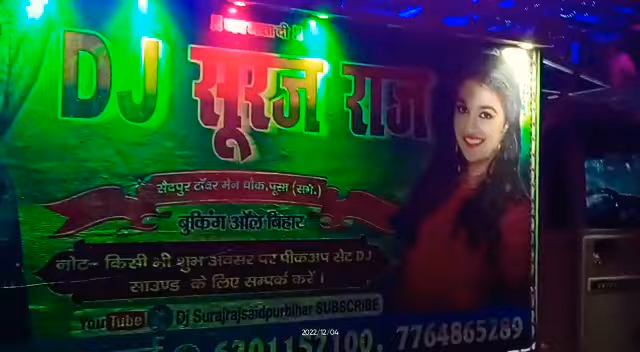 ॥ जय माता दी ॥
DJ सूरज राज
सैदपुर टॉवर मेन चौक, पूसा (समे.)
बुकिंग ऑल बिहार
नोट- किसी भी शुभ अवसर पर पीकअप सेट DJ
साउण्ड के लिए सम्पर्क करें।
YouTube Dj Surajrajsaidpurbihar SUBSCRIBE
2022/12/04
6201157100, 7764865289